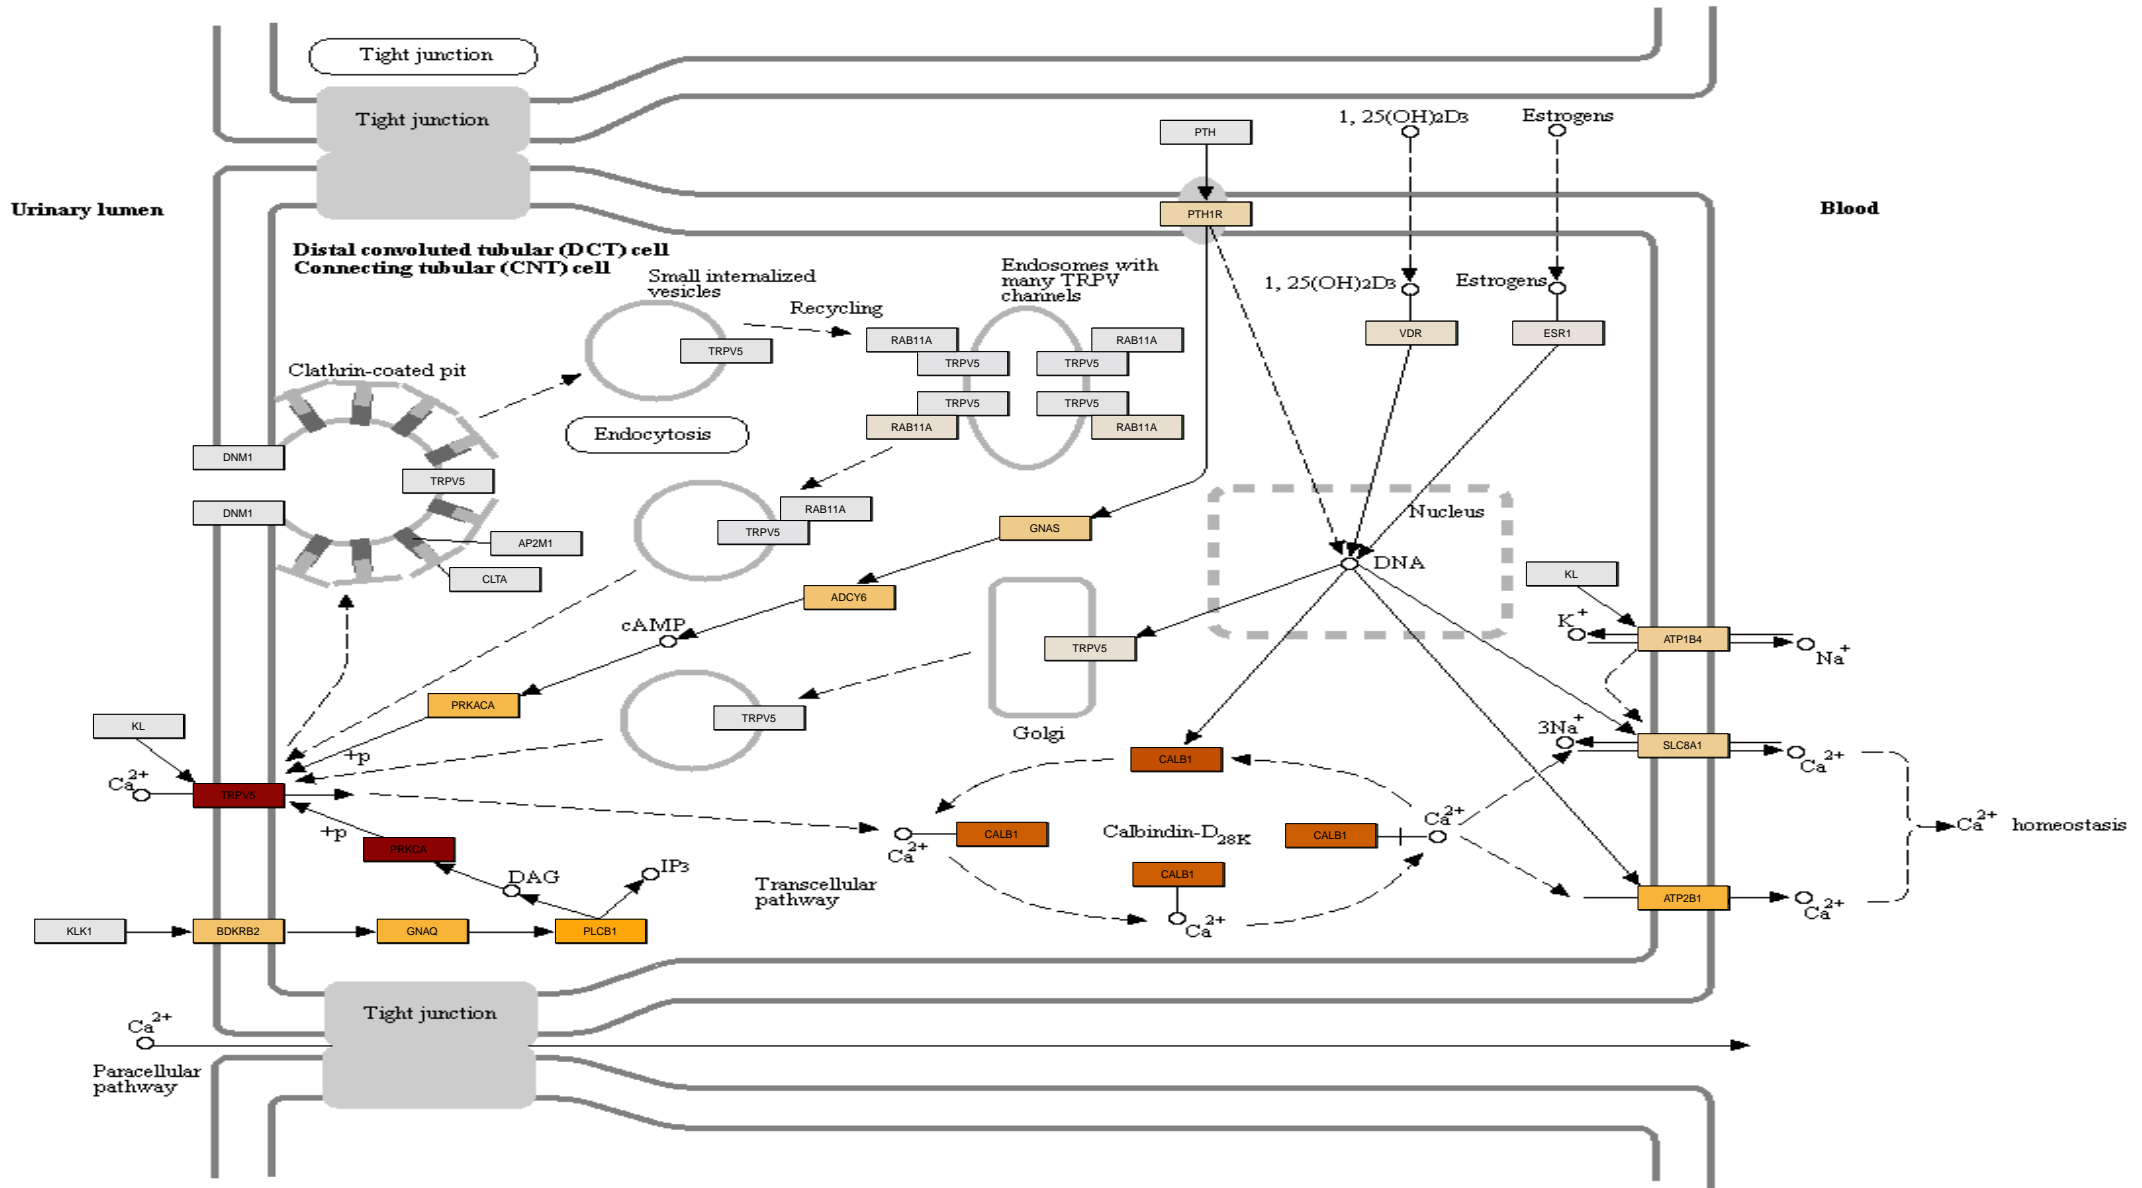 Tight junction
Tight junction
PTH
1, 25(OH)2D3
Estrogens
Urinary lumen
PTH1R
Blood
Distal convoluted tubular (DCT) cell
Connecting tubular (CNT) cell
Small internalized
vesicles
Endosomes with
many TRPV
channels
1, 25(OH)2D3
Estrogens
Recycling
RAB11A
RAB11A
VDR
ESR1
TRPV5
TRPV5
TRPV5
Clathrin-coated pit
TRPV5
TRPV5
RAB11A
RAB11A
Endocytosis
DNM1
TRPV5
DNM1
RAB11A
Nucleus
TRPV5
GNAS
AP2M1
CLTA
DNA
KL
ADCY6
cAMP
K+
ATP1B4
Na+
TRPV5
PRKACA
TRPV5
KL
Golgi
3Na+
SLC8A1
Ca2+
+p
CALB1
Ca2+
TRPV5
+p
Ca2+
CALB1
Calbindin-D28K
CALB1
Ca2+
Ca2+ homeostasis
PRKCA
DAG
IP3
CALB1
Transcellular
pathway
ATP2B1
Ca2+
Ca2+
KLK1
BDKRB2
GNAQ
PLCB1
Tight junction
Ca2+
Paracellular
pathway